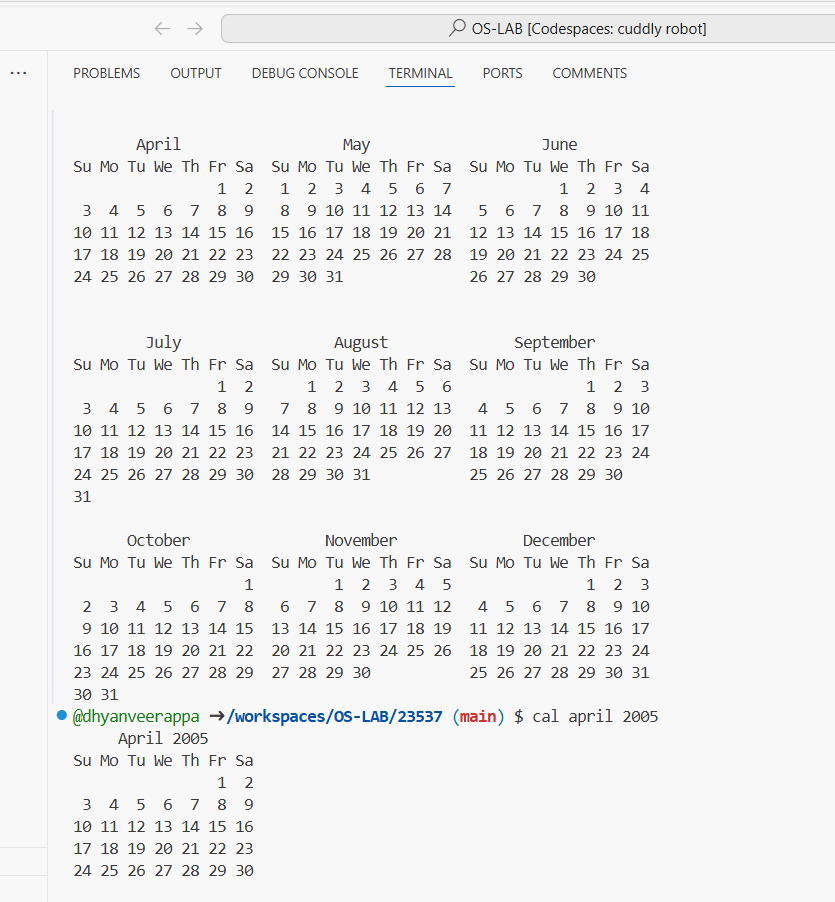 OS-LAB [Codespaces: cuddly robot]
... PROBLEMS OUTPUT DEBUG CONSOLE TERMINAL PORTS COMMENTS
       April                  May                   June
Su Mo Tu We Th Fr Sa  Su Mo Tu We Th Fr Sa  Su Mo Tu We Th Fr Sa
                1  2   1  2  3  4  5  6  7            1  2  3  4
 3  4  5  6  7  8  9   8  9 10 11 12 13 14   5  6  7  8  9 10 11
10 11 12 13 14 15 16  15 16 17 18 19 20 21  12 13 14 15 16 17 18
17 18 19 20 21 22 23  22 23 24 25 26 27 28  19 20 21 22 23 24 25
24 25 26 27 28 29 30  29 30 31              26 27 28 29 30
        July                 August              September
Su Mo Tu We Th Fr Sa  Su Mo Tu We Th Fr Sa  Su Mo Tu We Th Fr Sa
                1  2      1  2  3  4  5  6               1  2  3
 3  4  5  6  7  8  9   7  8  9 10 11 12 13   4  5  6  7  8  9 10
10 11 12 13 14 15 16  14 15 16 17 18 19 20  11 12 13 14 15 16 17
17 18 19 20 21 22 23  21 22 23 24 25 26 27  18 19 20 21 22 23 24
24 25 26 27 28 29 30  28 29 30 31           25 26 27 28 29 30
31
      October               November              December
Su Mo Tu We Th Fr Sa  Su Mo Tu We Th Fr Sa  Su Mo Tu We Th Fr Sa
                   1         1  2  3  4  5               1  2  3
 2  3  4  5  6  7  8   6  7  8  9 10 11 12   4  5  6  7  8  9 10
 9 10 11 12 13 14 15  13 14 15 16 17 18 19  11 12 13 14 15 16 17
16 17 18 19 20 21 22  20 21 22 23 24 25 26  18 19 20 21 22 23 24
23 24 25 26 27 28 29  27 28 29 30           25 26 27 28 29 30 31
30 31
@dhyanveerappa ➜/workspaces/OS-LAB/23537 (main) $ cal april 2005
     April 2005
Su Mo Tu We Th Fr Sa
                1  2
 3  4  5  6  7  8  9
10 11 12 13 14 15 16
17 18 19 20 21 22 23
24 25 26 27 28 29 30